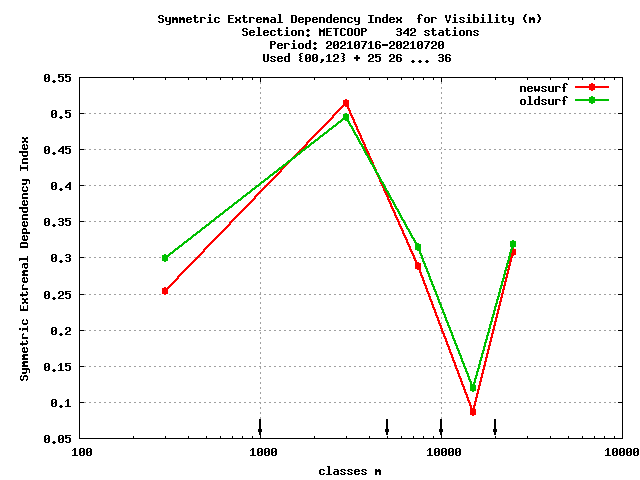 Symmetric Extremal Dependency Index  for Visibility (m)
Selection: METCOOP    342 stations
Period: 20210716-20210720
Used {00,12} + 25 26 ... 36
newsurf
oldsurf
0.55
0.5
0.45
0.4
0.35
0.3
0.25
0.2
0.15
0.1
0.05
Symmetric Extremal Dependency Index
100
1000
10000
10000
classes m